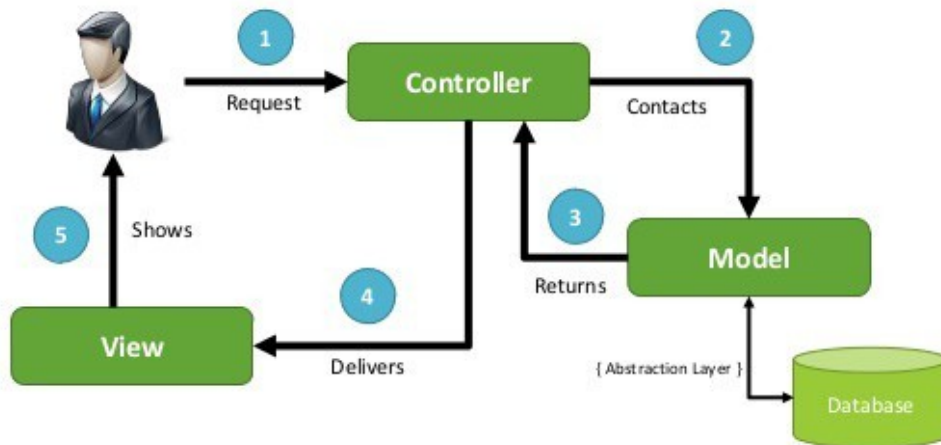 1
2
Controller
Request
Contacts
3
5
Shows
Model
4
Returns
View
Delivers
{ Abstraction Layer }
Database